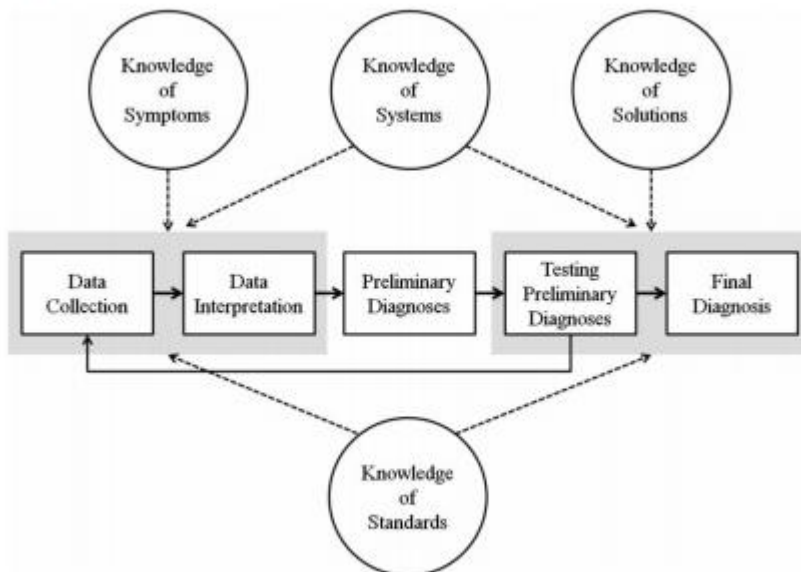 Knowledge
of
Symptoms
Knowledge
of
Systems
Knowledge
of
Solutions
Data
Collection
Data
Interpretation
Preliminary
Diagnoses
Testing
Preliminary
Diagnoses
Final
Diagnosis
Knowledge
of
Standards